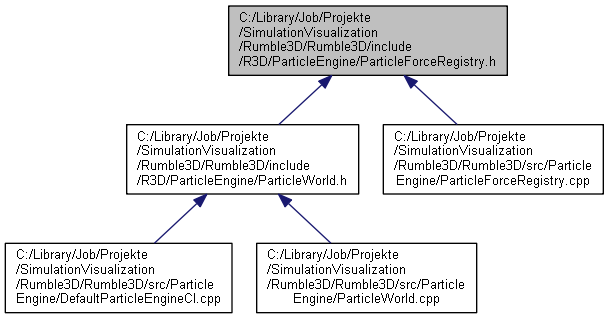 C:/Library/Job/Projekte
/SimulationVisualization
/Rumble3D/Rumble3D/include
/R3D/ParticleEngine/ParticleForceRegistry.h
C:/Library/Job/Projekte
/SimulationVisualization
/Rumble3D/Rumble3D/include
/R3D/ParticleEngine/ParticleWorld.h
C:/Library/Job/Projekte
/SimulationVisualization
/Rumble3D/Rumble3D/src/Particle
Engine/ParticleForceRegistry.cpp
C:/Library/Job/Projekte
/SimulationVisualization
/Rumble3D/Rumble3D/src/Particle
Engine/DefaultParticleEngineCI.cpp
C:/Library/Job/Projekte
/SimulationVisualization
/Rumble3D/Rumble3D/src/Particle
Engine/ParticleWorld.cpp